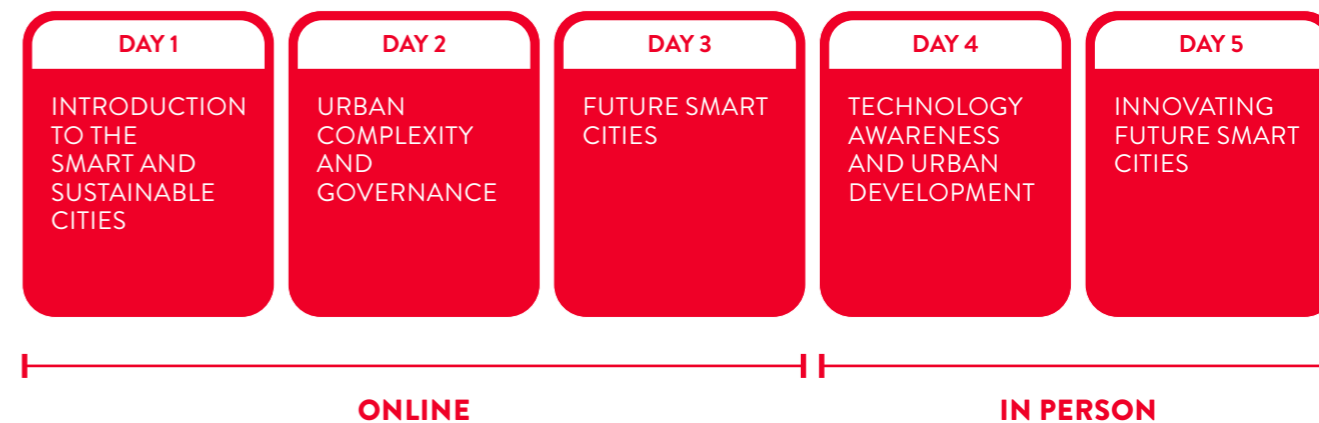 DAY 1
INTRODUCTION
TO THE
SMART AND
SUSTAINABLE
CITIES
DAY 2
URBAN
COMPLEXITY
AND
GOVERNANCE
DAY 3
FUTURE SMART
CITIES
DAY 4
TECHNOLOGY
AWARENESS
AND URBAN
DEVELOPMENT
DAY 5
INNOVATING
FUTURE SMART
CITIES
ONLINE
IN PERSON